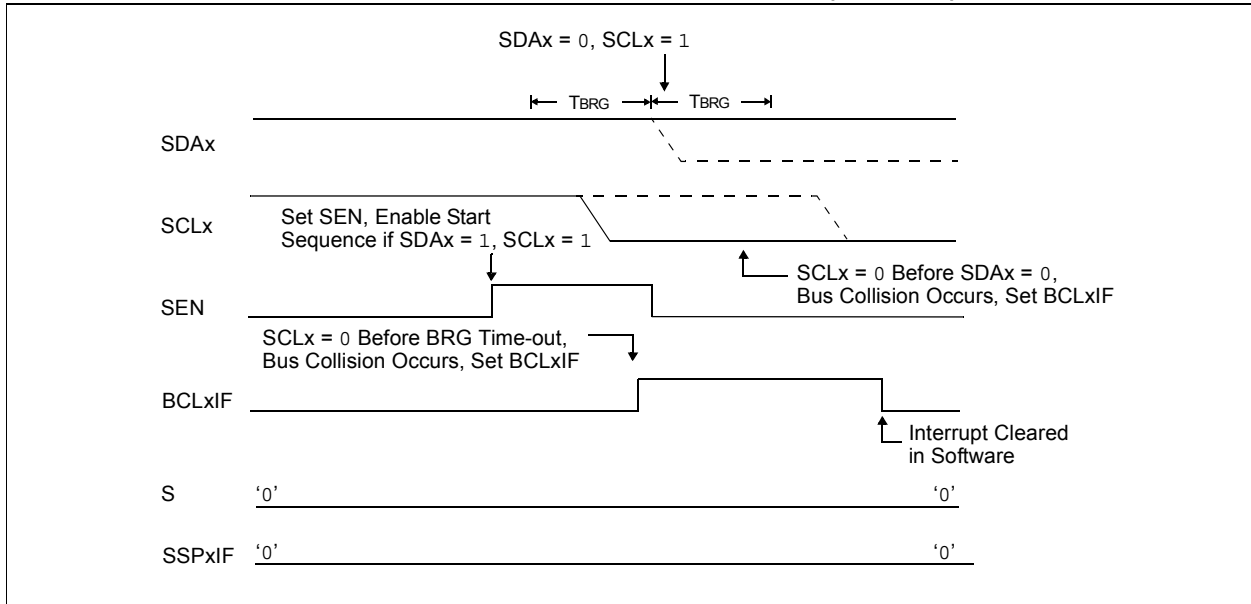 SDAx = 0, SCLx = 1
TBRG TBRG
SDAx
SCLx
Set SEN, Enable Start
Sequence if SDAx = 1, SCLx = 1
SCLx = 0 Before SDAx = 0,
Bus Collision Occurs, Set BCLxIF
SEN
SCLx = 0 Before BRG Time-out,
Bus Collision Occurs, Set BCLxIF
BCLxIF
Interrupt Cleared
in Software
S ‘0’ ‘0’
SSPxIF ‘0’ ‘0’